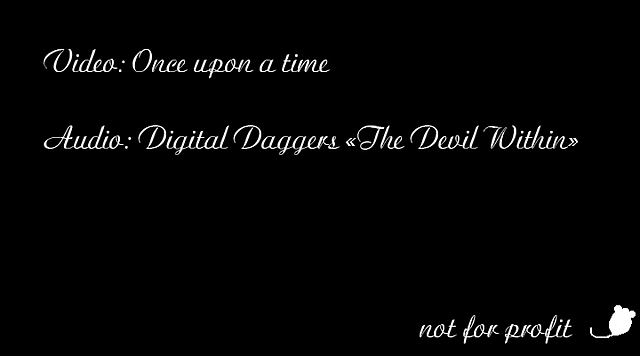 Video: Once upon a time
Audio: Digital Daggers «The Devil Within»
not for profit